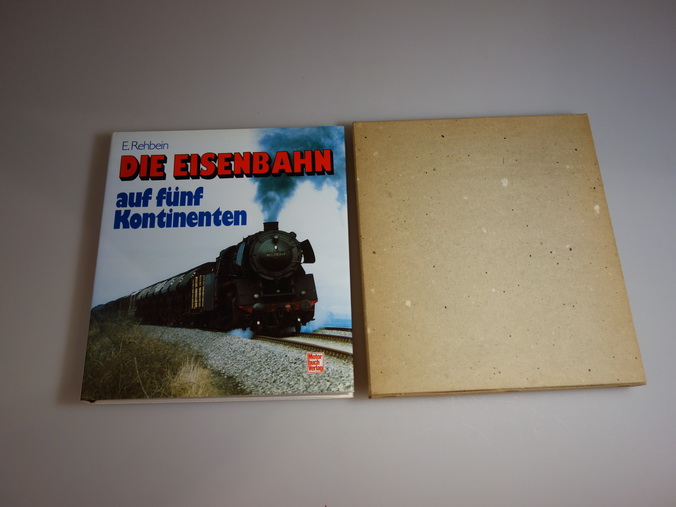 E. Rehbein
DIE EISENBAHN
auf fünf
Kontinenten
Motor
buch
Verlag